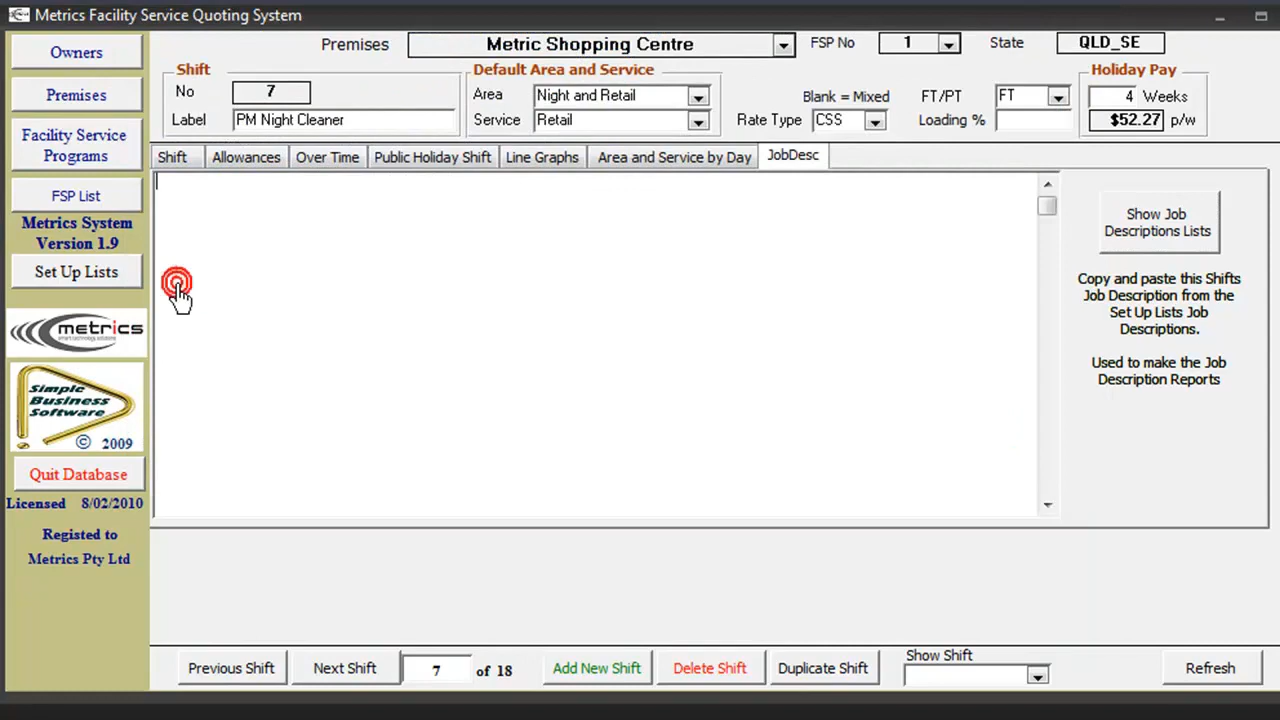 Metrics Facility Service Quoting System
Owners
Premises
Facility Service
Programs
FSP List
Metrics System
Version 1.9
Set Up Lists
metrics
Simple
Business
Software
© 2009
Quit Database
Licensed 8/02/2010
Registed to
Metrics Pty Ltd
Premises Metric Shopping Centre FSP No 1 State QLD_SE
Shift
No 7
Label PM Night Cleaner
Default Area and Service
Area Night and Retail
Service Retail
Blank = Mixed
Rate Type CSS
FT/PT FT
Loading %
Holiday Pay
4 Weeks
$52.27 p/w
Shift Allowances Over Time Public Holiday Shift Line Graphs Area and Service by Day JobDesc
Show Job
Descriptions Lists
Copy and paste this Shifts
Job Description from the
Set Up Lists Job
Descriptions.
Used to make the Job
Description Reports
Previous Shift Next Shift 7 of 18 Add New Shift Delete Shift Duplicate Shift
Show Shift
Refresh